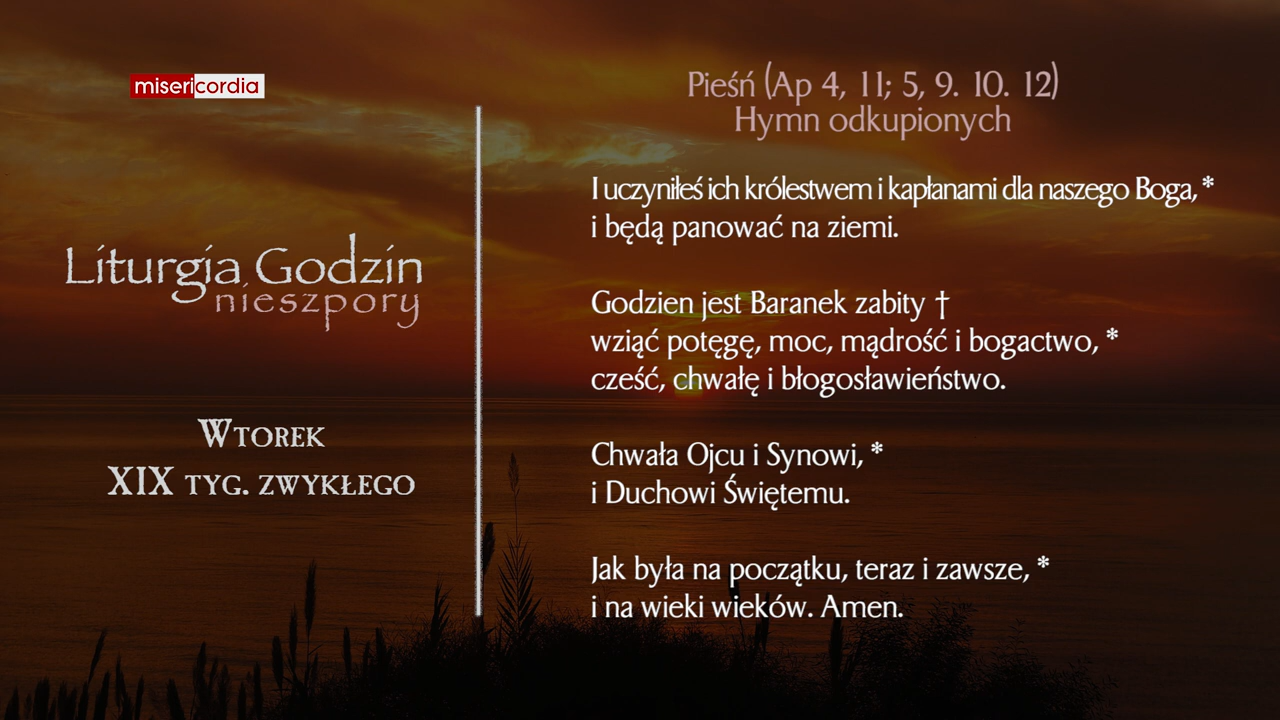 misericordia
Liturgia Godzin
nieszpory
Wtorek
XIX tyg. zwykłego
Pieśń (Ap 4, 11; 5, 9. 10. 12)
Hymn odkupionych
I uczyniłeś ich królestwem i kapłanami dla naszego Boga, *
i będą panować na ziemi.
Godzien jest Baranek zabity †
wziąć potęgę, moc, mądrość i bogactwo, *
cześć, chwałę i błogosławieństwo.
Chwała Ojcu i Synowi, *
i Duchowi Świętemu.
Jak była na początku, teraz i zawsze, *
i na wieki wieków. Amen.